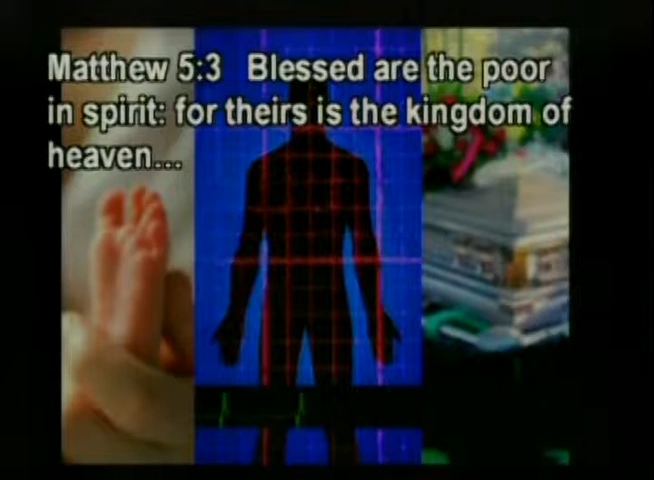 Matthew 5:3 Blessed are the poor
in spirit: for theirs is the kingdom of
heaven...